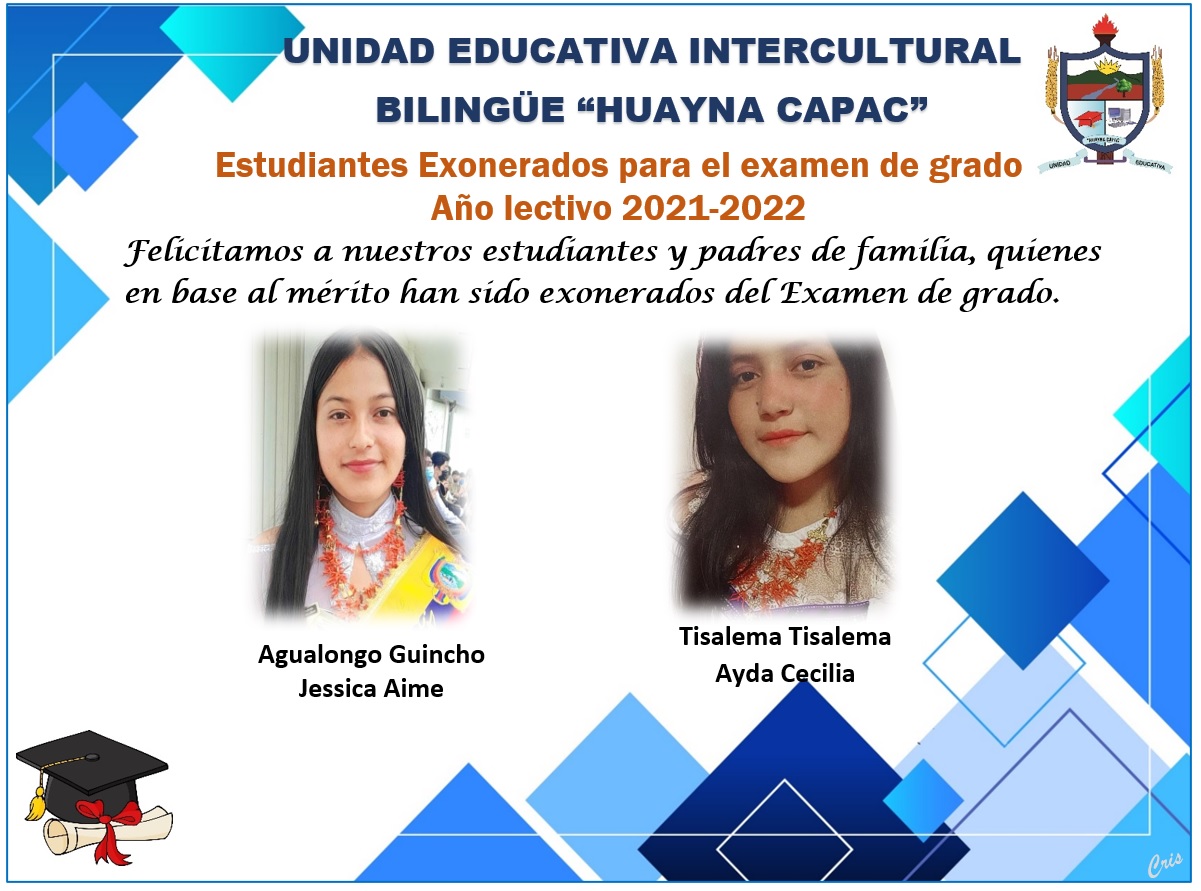 UNIDAD EDUCATIVA INTERCULTURAL
BILINGÜE “HUAYNA CAPAC”
Estudiantes Exonerados para el examen de grado
Año lectivo 2021-2022
Felicitamos a nuestros estudiantes y padres de familia, quienes
en base al mérito han sido exonerados del Examen de grado.
"HUAYNA CAPAC"
UNIDAD EDUCATIVA
Agualongo Guincho
Jessica Aime
Tisalema Tisalema
Ayda Cecilia
Cris